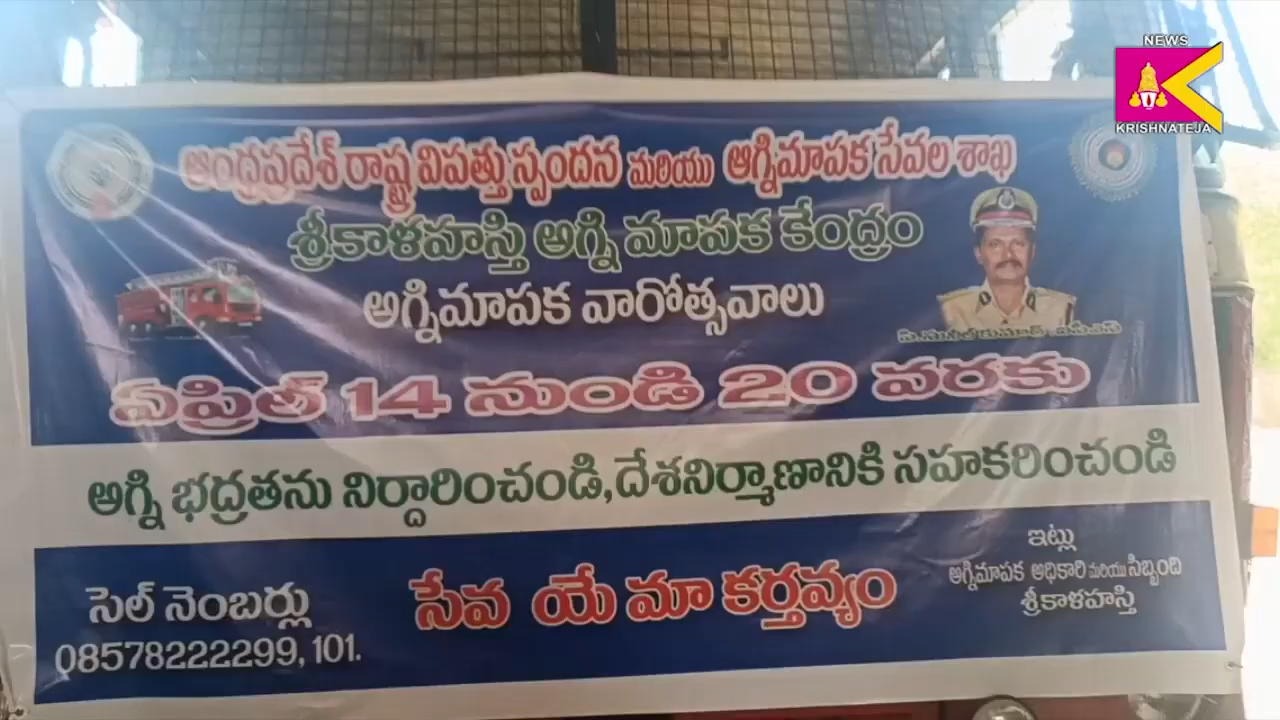 NEWS
KRISHNATEJA
ఆంధ్రప్రదేశ్ రాష్ట్ర విపత్తు స్పందన మరియు అగ్నిమాపక సేవల శాఖ
శ్రీకాళహస్తి అగ్ని మాపక కేంద్రం
అగ్నిమాపక వారోత్సవాలు
ఏప్రిల్ 14 నుండి 20 వరకు
అగ్ని భద్రతను నిర్దారించండి,దేశనిర్మాణానికి సహకరించండి
సెల్ నెంబర్లు
08578222299, 101.
సేవ యే మా కర్తవ్యం
ఇట్లు
అగ్నిమాపక అధికారి మరియు సిబ్బంది
శ్రీకాళహస్తి